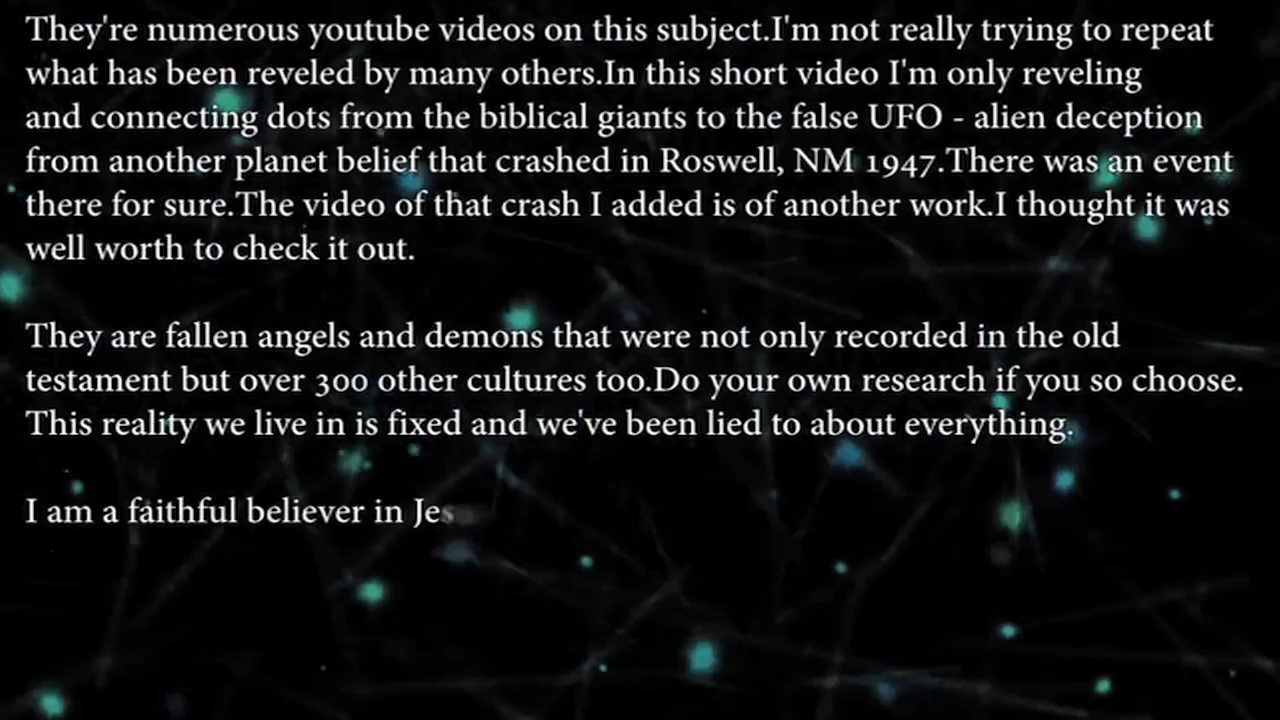 They're numerous youtube videos on this subject.I'm not really trying to repeat
what has been reveled by many others.In this short video I'm only reveling
and connecting dots from the biblical giants to the false UFO - alien deception
from another planet belief that crashed in Roswell, NM 1947.There was an event
there for sure.The video of that crash I added is of another work.I thought it was
well worth to check it out.
They are fallen angels and demons that were not only recorded in the old
testament but over 300 other cultures too.Do your own research if you so choose.
This reality we live in is fixed and we've been lied to about everything.
I am a faithful believer in Jes